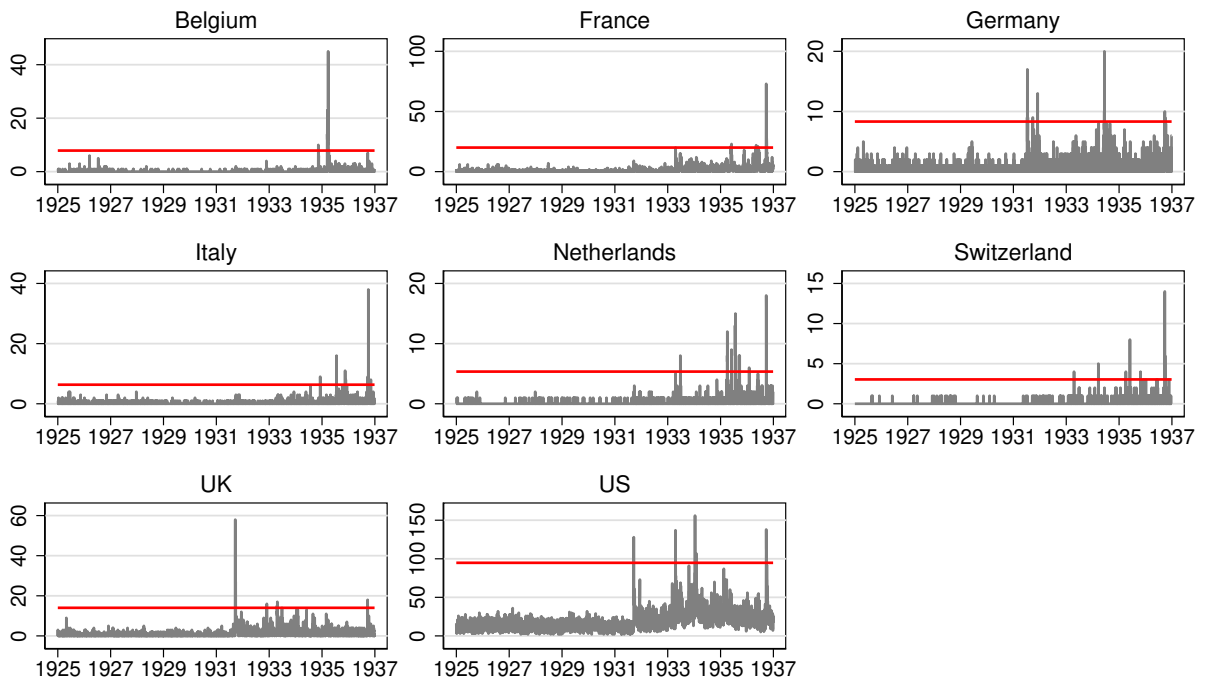 Belgium
0 20 40
1925 1927 1929 1931 1933 1935 1937
France
0 50 100
1925 1927 1929 1931 1933 1935 1937
Germany
0 10 20
1925 1927 1929 1931 1933 1935 1937
Italy
0 20 40
1925 1927 1929 1931 1933 1935 1937
Netherlands
0 10 20
1925 1927 1929 1931 1933 1935 1937
Switzerland
0 5 10 15
1925 1927 1929 1931 1933 1935 1937
UK
0 20 40 60
1925 1927 1929 1931 1933 1935 1937
US
0 50 100 150
1925 1927 1929 1931 1933 1935 1937